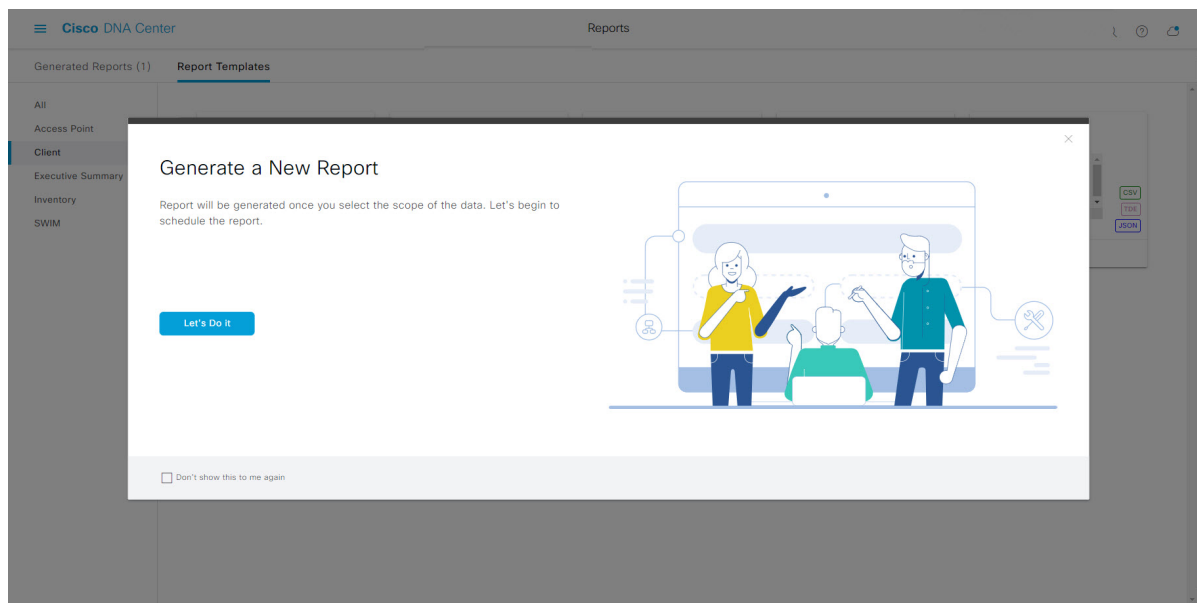 Cisco DNA Center
Reports
Generated Reports (1)
Report Templates
All
Access Point
Client
Executive Summary
Inventory
SWIM
Generate a New Report
Report will be generated once you select the scope of the data. Let's begin to
schedule the report.
Let's Do it
CSV
TDE
JSON
Don't show this to me again